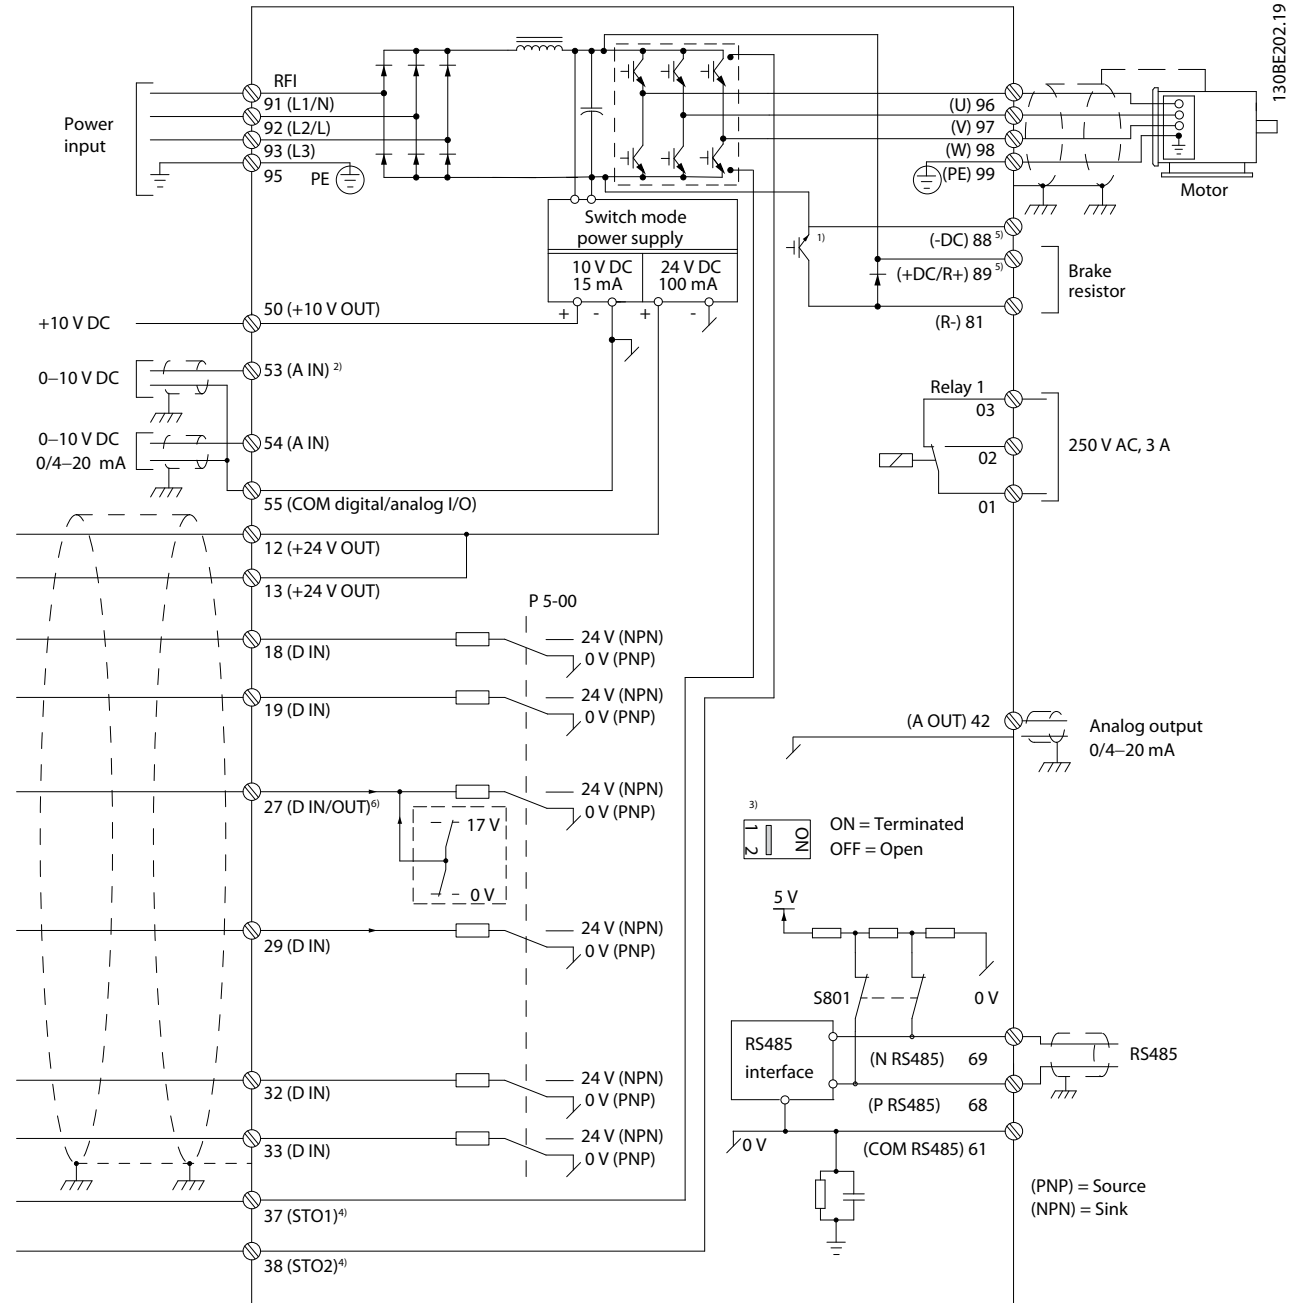 130BE202.19
RFI
Power
input
91 (L1/N)
92 (L2/L)
93 (L3)
95
PE
(U) 96
(V) 97
(W) 98
(PE) 99
Motor
Switch mode
power supply
10 V DC
15 mA
24 V DC
100 mA
+ - + -
1)
(-DC) 88 5)
(+DC/R+) 89 5)
(R-) 81
Brake
resistor
+10 V DC
50 (+10 V OUT)
0–10 V DC
53 (A IN) 2)
0–10 V DC
0/4–20 mA
54 (A IN)
55 (COM digital/analog I/O)
Relay 1
03
02
01
250 V AC, 3 A
12 (+24 V OUT)
13 (+24 V OUT)
P 5-00
18 (D IN)
24 V (NPN)
0 V (PNP)
19 (D IN)
24 V (NPN)
0 V (PNP)
27 (D IN/OUT)6)
24 V (NPN)
0 V (PNP)
17 V
0 V
29 (D IN)
24 V (NPN)
0 V (PNP)
32 (D IN)
24 V (NPN)
0 V (PNP)
33 (D IN)
24 V (NPN)
0 V (PNP)
37 (STO1)4)
38 (STO2)4)
(A OUT) 42
Analog output
0/4–20 mA
3)
1 2
ON
ON = Terminated
OFF = Open
5 V
S801
0 V
RS485
interface
(N RS485) 69
(P RS485) 68
RS485
0 V
(COM RS485) 61
(PNP) = Source
(NPN) = Sink